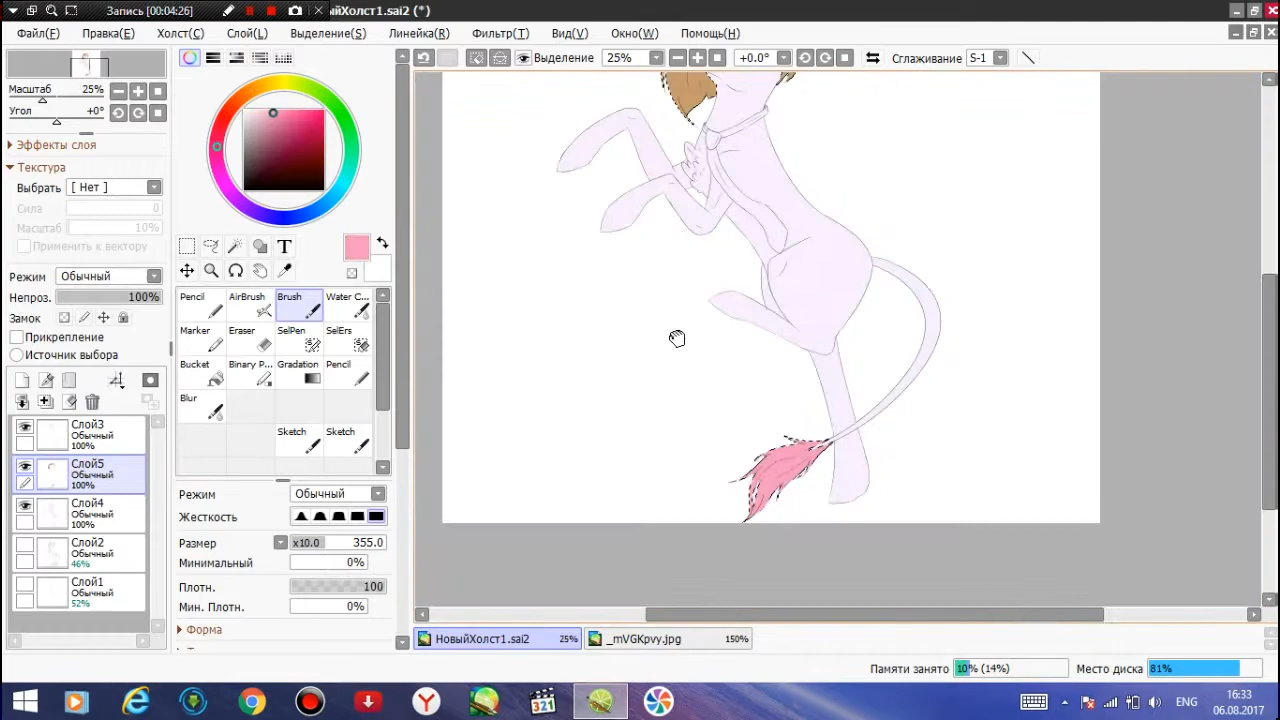 Запись [00:04:26]
ыйХолст1.sai2 (*)
Файл(F) Правка(E) Холст(C) Слой(L) Выделение(S) Линейка(R) Фильтр(T) Вид(V) Окно(W) Помощь(H)
Выделение 25% +0.0° Сглаживание S-1
Масштаб 25%
Угол +0°
Эффекты слоя
Текстура
Выбрать [ Нет ]
Сила 0
Масштаб 10%
Применить к вектору
Режим Обычный
Непроз. 100%
Замок
Прикрепление
Источник выбора
Слой3
Обычный
100%
Слой5
Обычный
100%
Слой4
Обычный
100%
Слой2
Обычный
46%
Слой1
Обычный
52%
T
Pencil AirBrush Brush Water C...
Marker Eraser SelPen SelErs
Bucket Binary P... Gradation Pencil
Blur
Sketch Sketch
Режим Обычный
Жесткость
Размер x10.0 355.0
Минимальный 0%
Плотн. 100
Мин. Плотн. 0%
Форма
НовыйХолст1.sai2 25% _mVGKpvy.jpg 150%
Памяти занято 10% (14%) Место диска 81%
321
ENG
16:33
06.08.2017